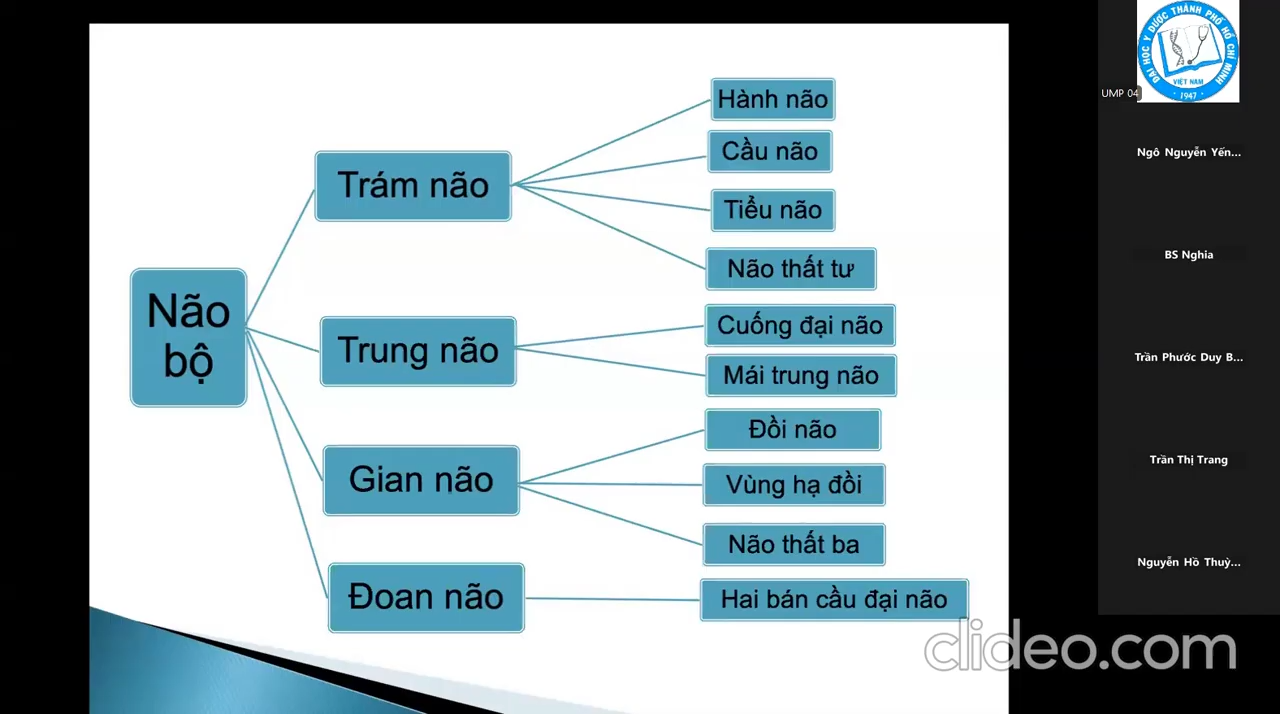 Não
bộ
Trám não
Hành não
Cầu não
Tiểu não
Não thất tư
Trung não
Cuống đại não
Mái trung não
Gian não
Đồi não
Vùng hạ đồi
Não thất ba
Đoan não
Hai bán cầu đại não
ĐẠI HỌC Y DƯỢC THÀNH PHỐ HỒ CHÍ MINH
VIỆT NAM
1947
UMP 04
Ngô Nguyễn Yến...
BS Nghia
Trần Phước Duy B...
Trần Thị Trang
Nguyễn Hồ Thuỳ...
clideo.com